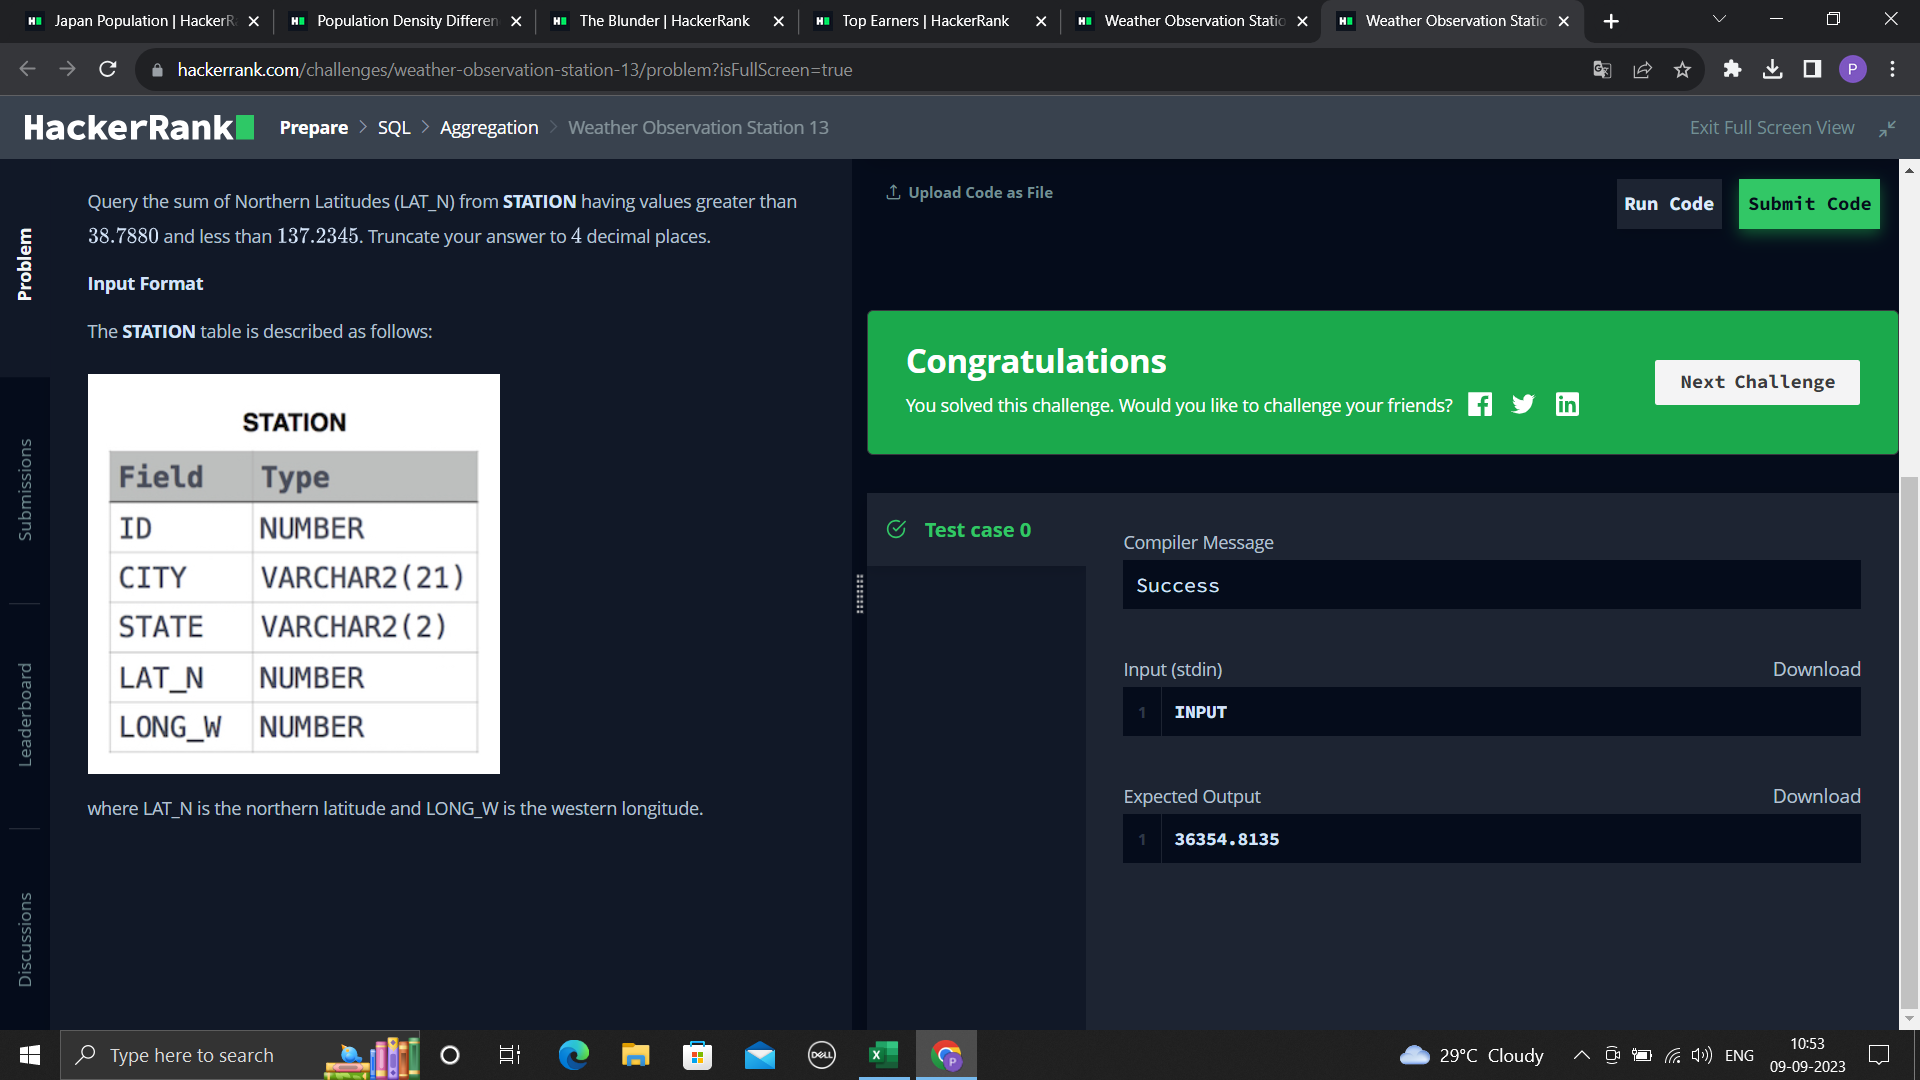 Japan Population | HackerRa
Population Density Differen
The Blunder | HackerRank
Top Earners | HackerRank
Weather Observation Statio
Weather Observation Statio
hackerrank.com/challenges/weather-observation-station-13/problem?isFullScreen=true
P
HackerRank
Prepare > SQL > Aggregation > Weather Observation Station 13
Exit Full Screen View
Problem
Submissions
Leaderboard
Discussions
Query the sum of Northern Latitudes (LAT_N) from STATION having values greater than
38.7880 and less than 137.2345. Truncate your answer to 4 decimal places.
Input Format
The STATION table is described as follows:
STATION
Field Type
ID NUMBER
CITY VARCHAR2(21)
STATE VARCHAR2(2)
LAT_N NUMBER
LONG_W NUMBER
where LAT_N is the northern latitude and LONG_W is the western longitude.
Upload Code as File
Run Code
Submit Code
Congratulations
You solved this challenge. Would you like to challenge your friends?
Next Challenge
Test case 0
Compiler Message
Success
Input (stdin)
Download
1 INPUT
Expected Output
Download
1 36354.8135
Type here to search
DELL
29°C Cloudy
ENG
10:53
09-09-2023